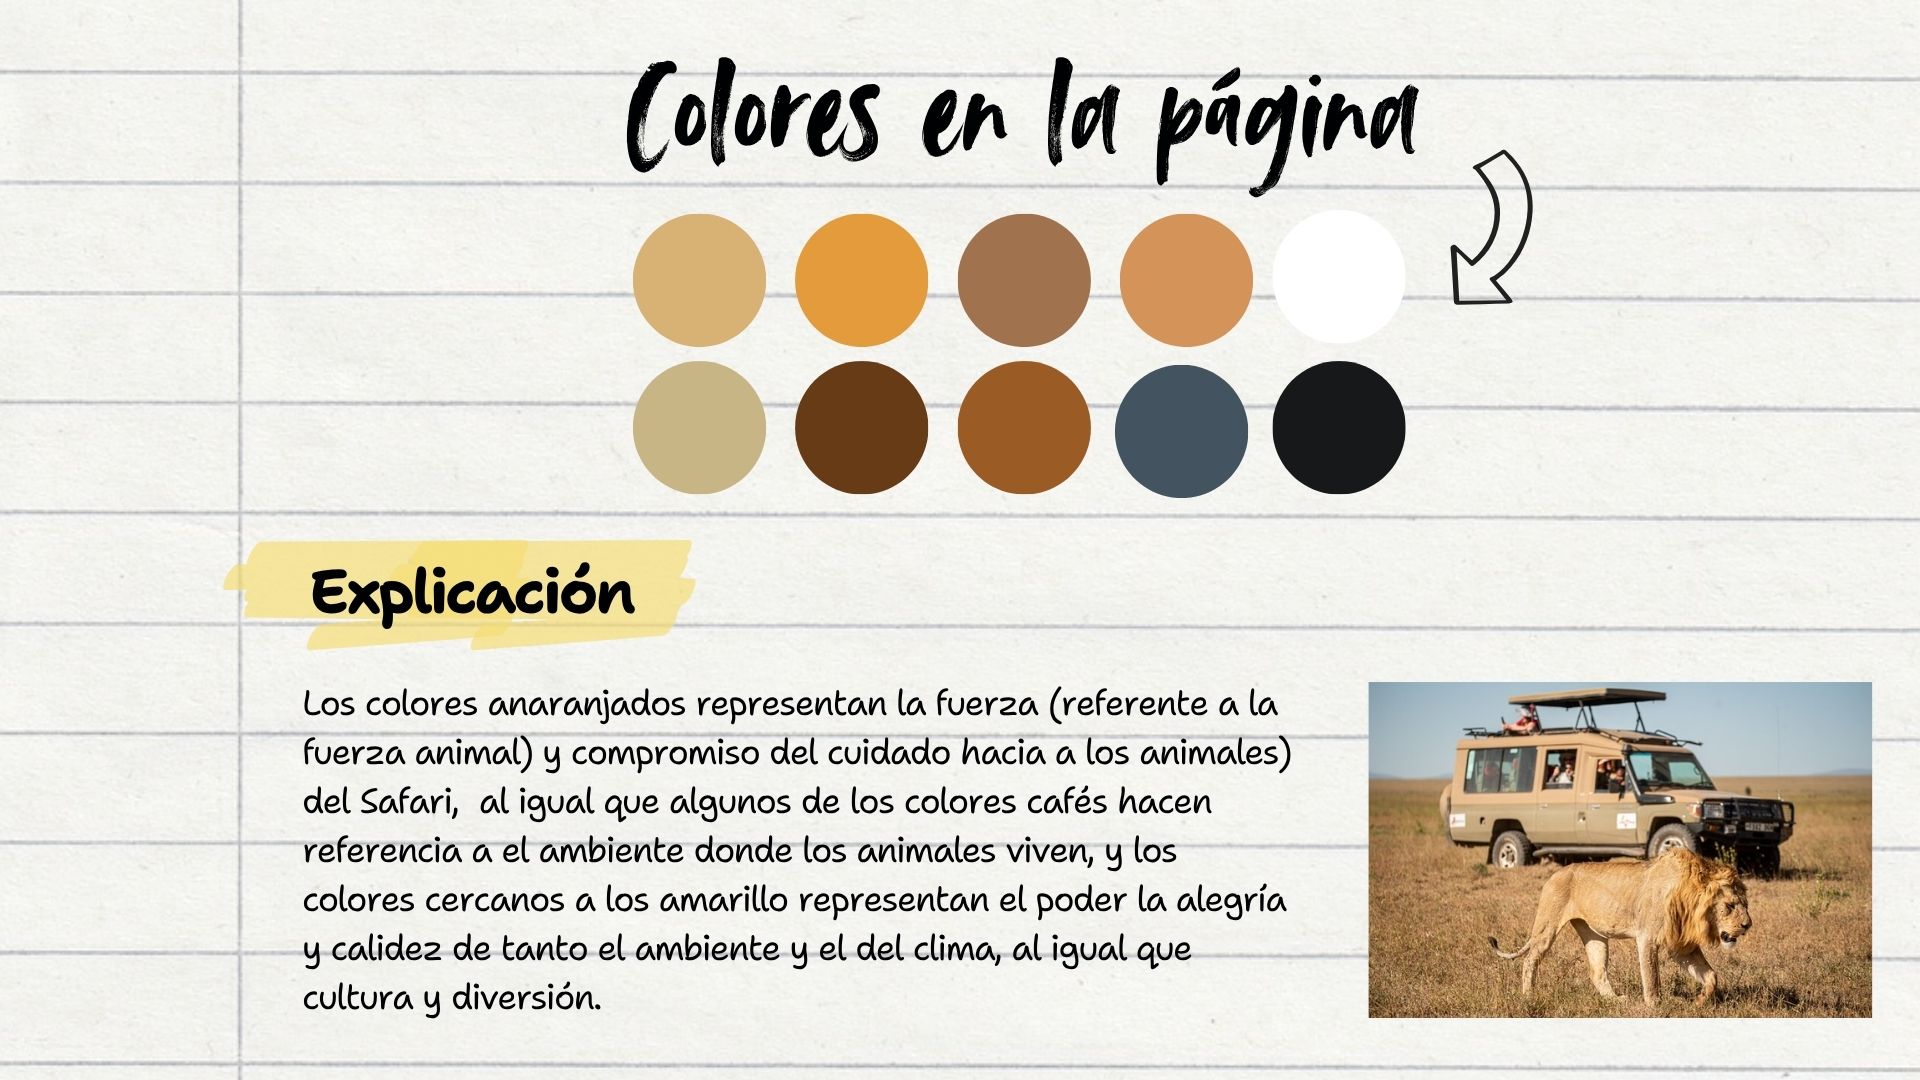 Colores en la página
Explicación
Los colores anaranjados representan la fuerza (referente a la
fuerza animal) y compromiso del cuidado hacia a los animales)
del Safari,  al igual que algunos de los colores cafés hacen
referencia a el ambiente donde los animales viven, y los
colores cercanos a los amarillo representan el poder la alegría
y calidez de tanto el ambiente y el del clima, al igual que
cultura y diversión.